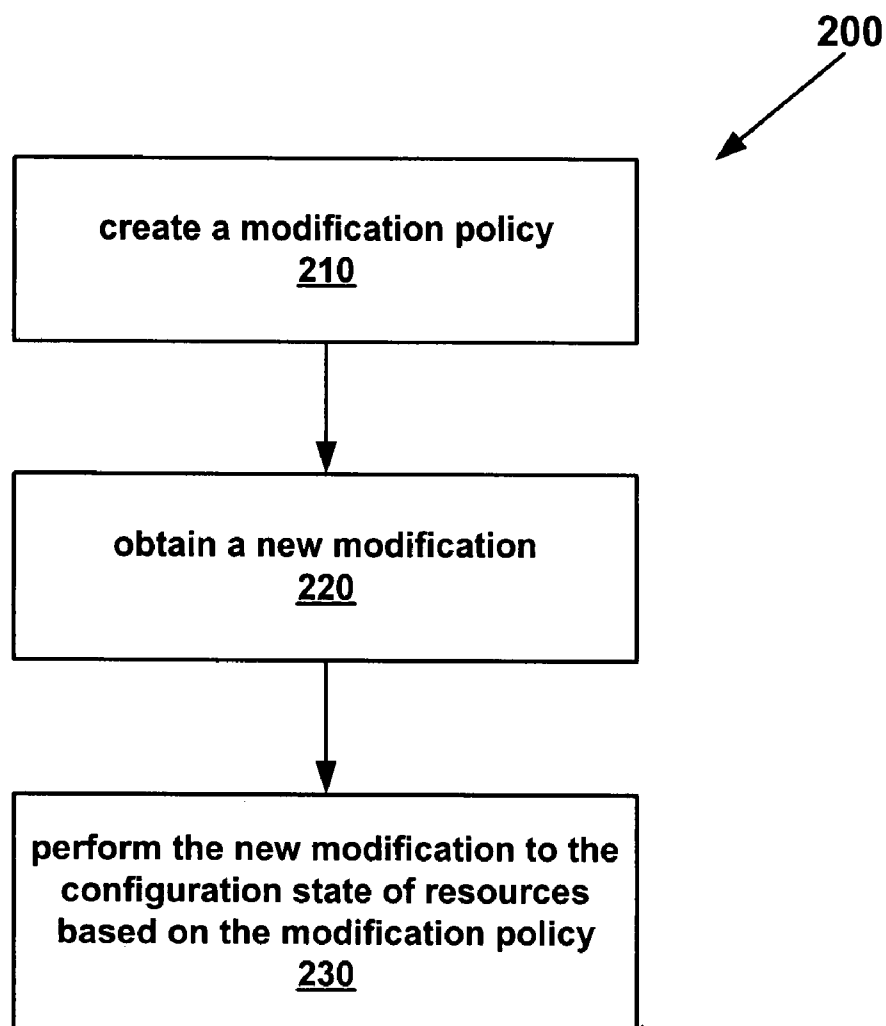 200
create a modification policy
210
obtain a new modification
220
perform the new modification to the
configuration state of resources
based on the modification policy
230